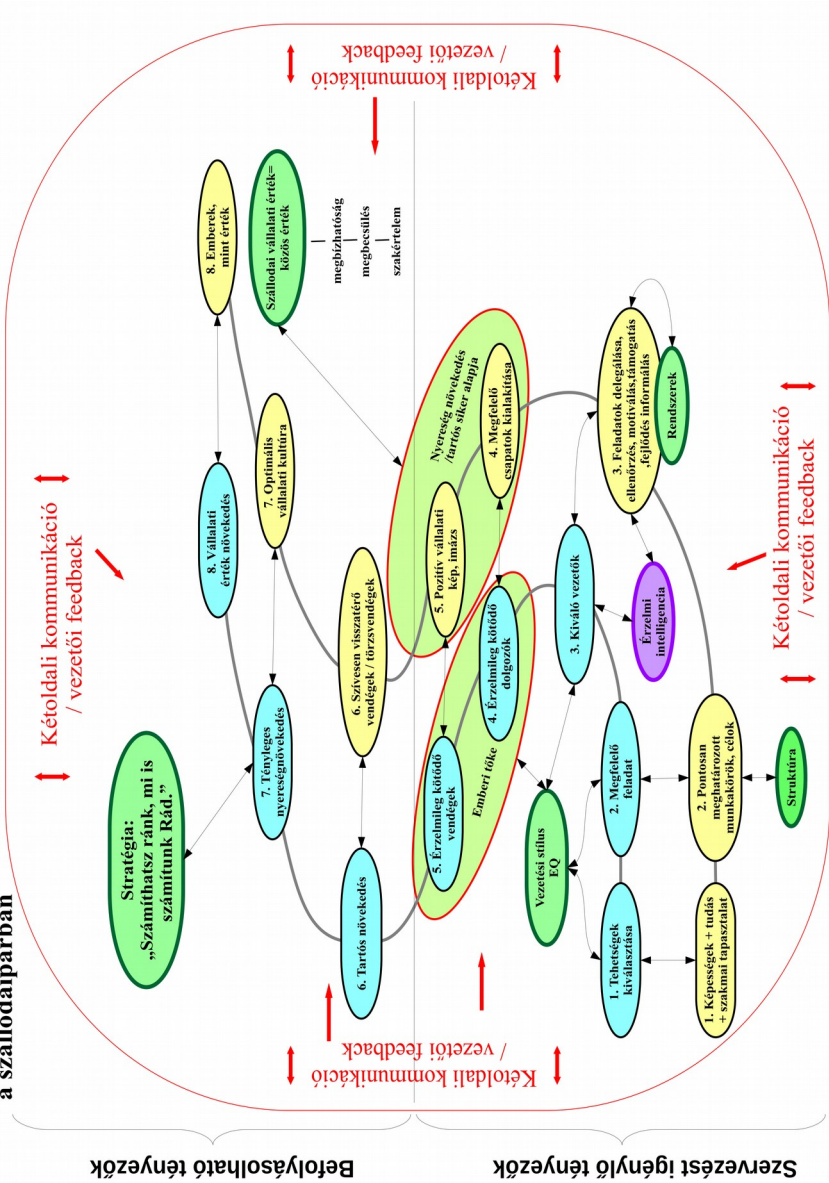 a szállodaiparban
Kétoldali kommunikáció
/ vezetői feedback
Stratégia:
„Számíthatsz ránk, mi is
számítunk Rád.”
7. Tényleges
nyereségnövekedés
8. Vállalati
érték növekedés
8. Emberek,
mint érték
7. Optimális
vállalati kultúra
Szállodai vállalati érték=
közös érték
megbízhatóság
megbecsülés
szakértelem
6. Tartós növekedés
6. Szívesen visszatérő
vendégek / törzsvendégek
5. Érzelmileg kötődő
vendégek
4. Érzelmileg kötődő
dolgozók
Emberi tőke
5. Pozitív vállalati
kép, imázs
4. Megfelelő
csapatok kialakítása
Nyereség növekedés
/tartós siker alapja
Vezetési stílus
EQ
3. Kiváló vezetők
1. Tehetségek
kiválasztása
2. Megfelelő
feladat
Érzelmi
intelligencia
3. Feladatok delegálása,
ellenőrzés, motiválás,támogatás
,fejlődés informálás
Rendszerek
1. Képességek + tudás
+ szakmai tapasztalat
2. Pontosan
meghatározott
munkakörök, célok
Struktúra
Kétoldali kommunikáció
/ vezetői feedback
Kétoldali kommunikáció
/ vezetői feedback
Kétoldali kommunikáció
/ vezetői feedback
Befolyásolható tényezők
Szervezést igénylő tényezők